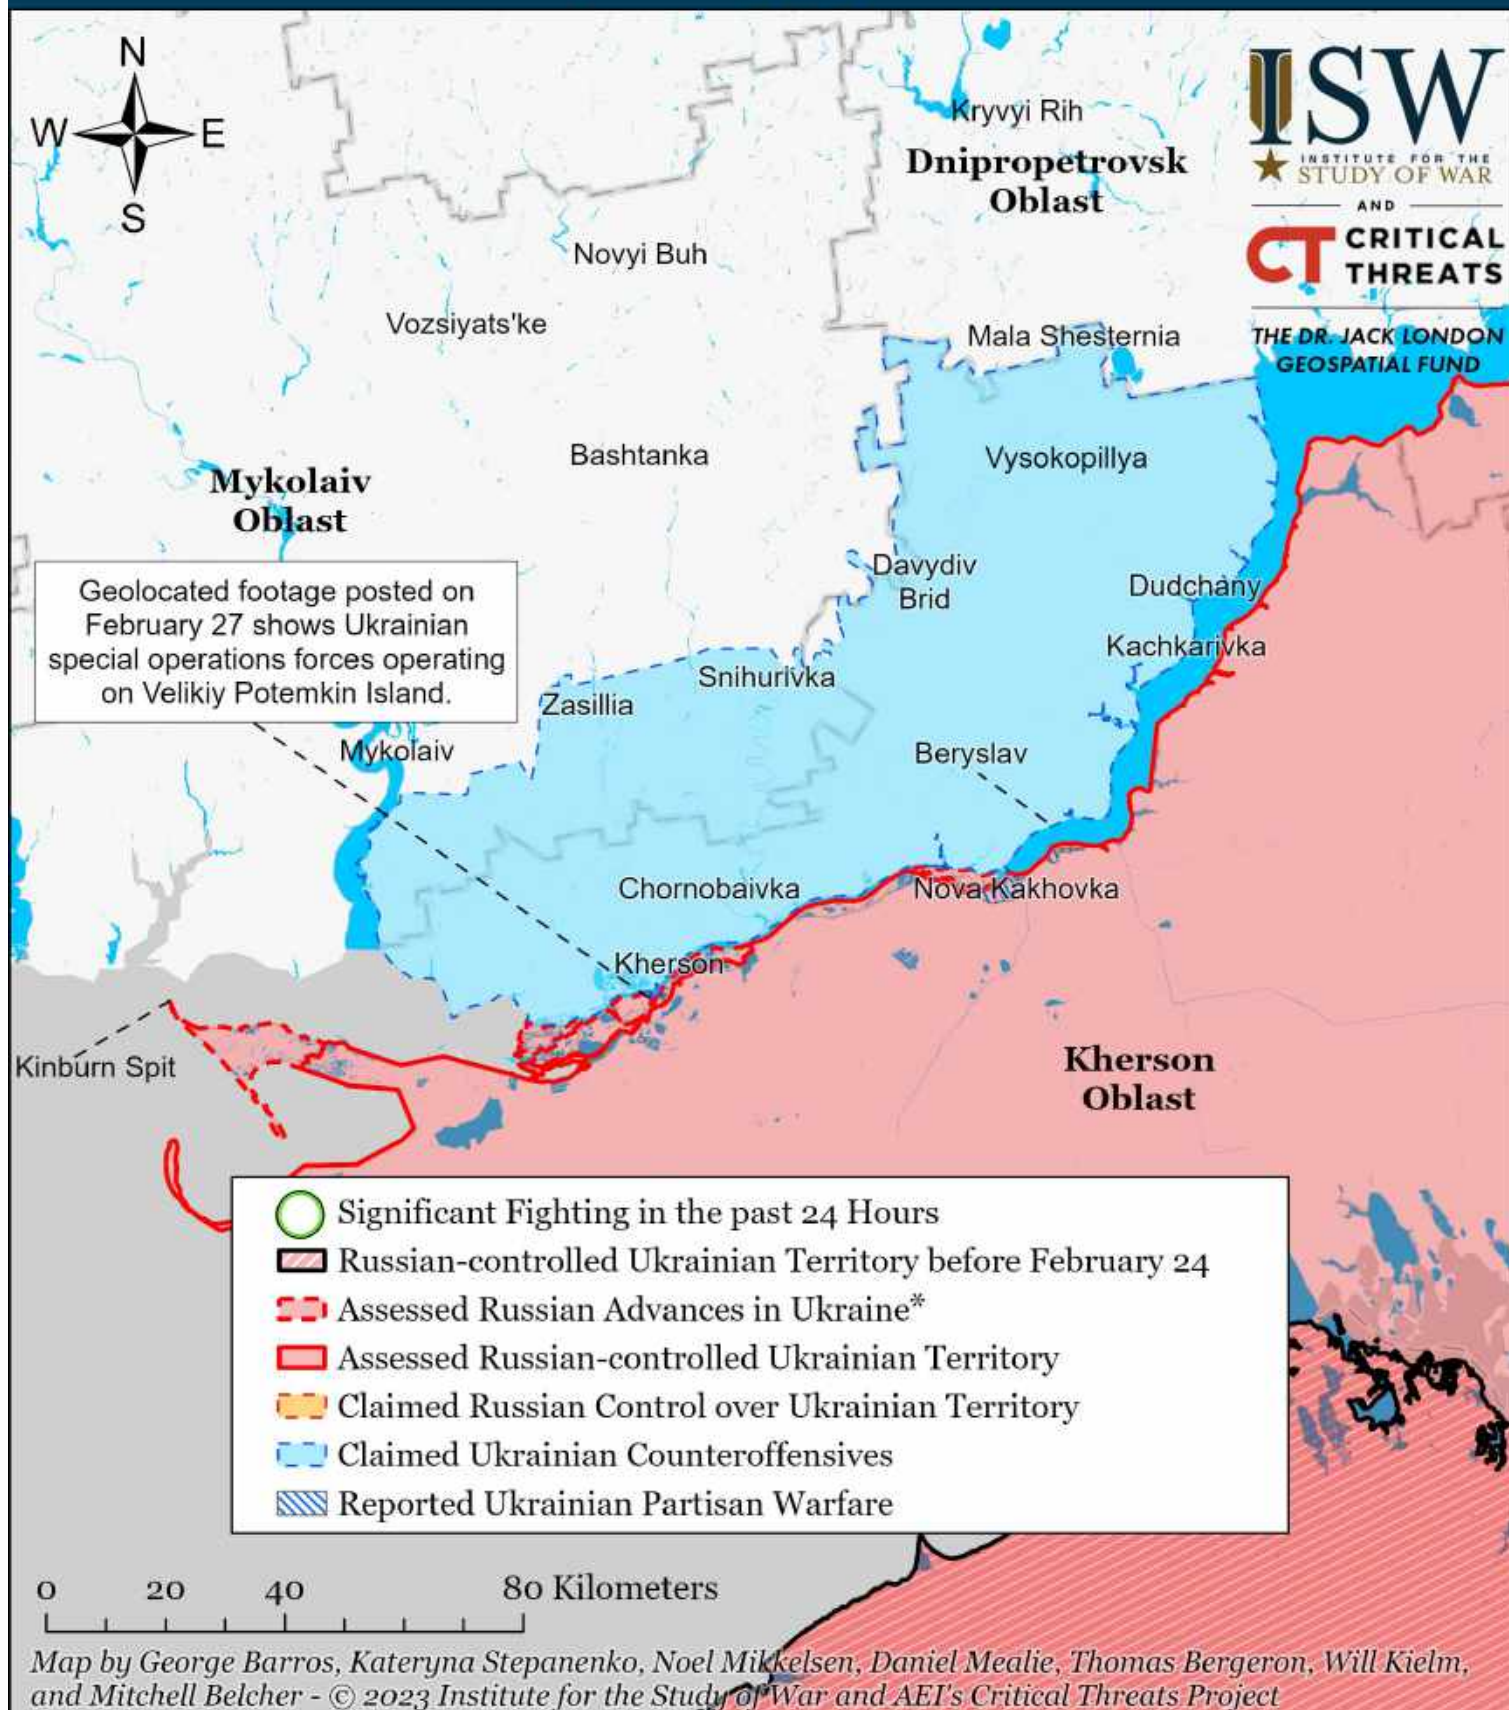 N
W
E
S
ISW
INSTITUTE FOR THE
STUDY OF WAR
AND
CT CRITICAL
THREATS
THE DR. JACK LONDON
GEOSPATIAL FUND
Kryvyi Rih
Dnipropetrovsk
Oblast
Novyi Buh
Vozsiyats'ke
Mala Shesternia
Bashtanka
Vysokopillya
Mykolaiv
Oblast
Geolocated footage posted on
February 27 shows Ukrainian
special operations forces operating
on Velikiy Potemkin Island.
Davydiv
Brid
Dudchany
Kachkarivka
Snihurivka
Zasillia
Mykolaiv
Beryslav
Chornobaivka
Nova Kakhovka
Kherson
Kinburn Spit
Kherson
Oblast
Significant Fighting in the past 24 Hours
Russian-controlled Ukrainian Territory before February 24
Assessed Russian Advances in Ukraine*
Assessed Russian-controlled Ukrainian Territory
Claimed Russian Control over Ukrainian Territory
Claimed Ukrainian Counteroffensives
Reported Ukrainian Partisan Warfare
0 20 40 80 Kilometers
Map by George Barros, Kateryna Stepanenko, Noel Mikkelsen, Daniel Mealie, Thomas Bergeron, Will Kielm,
and Mitchell Belcher - © 2023 Institute for the Study of War and AEI's Critical Threats Project